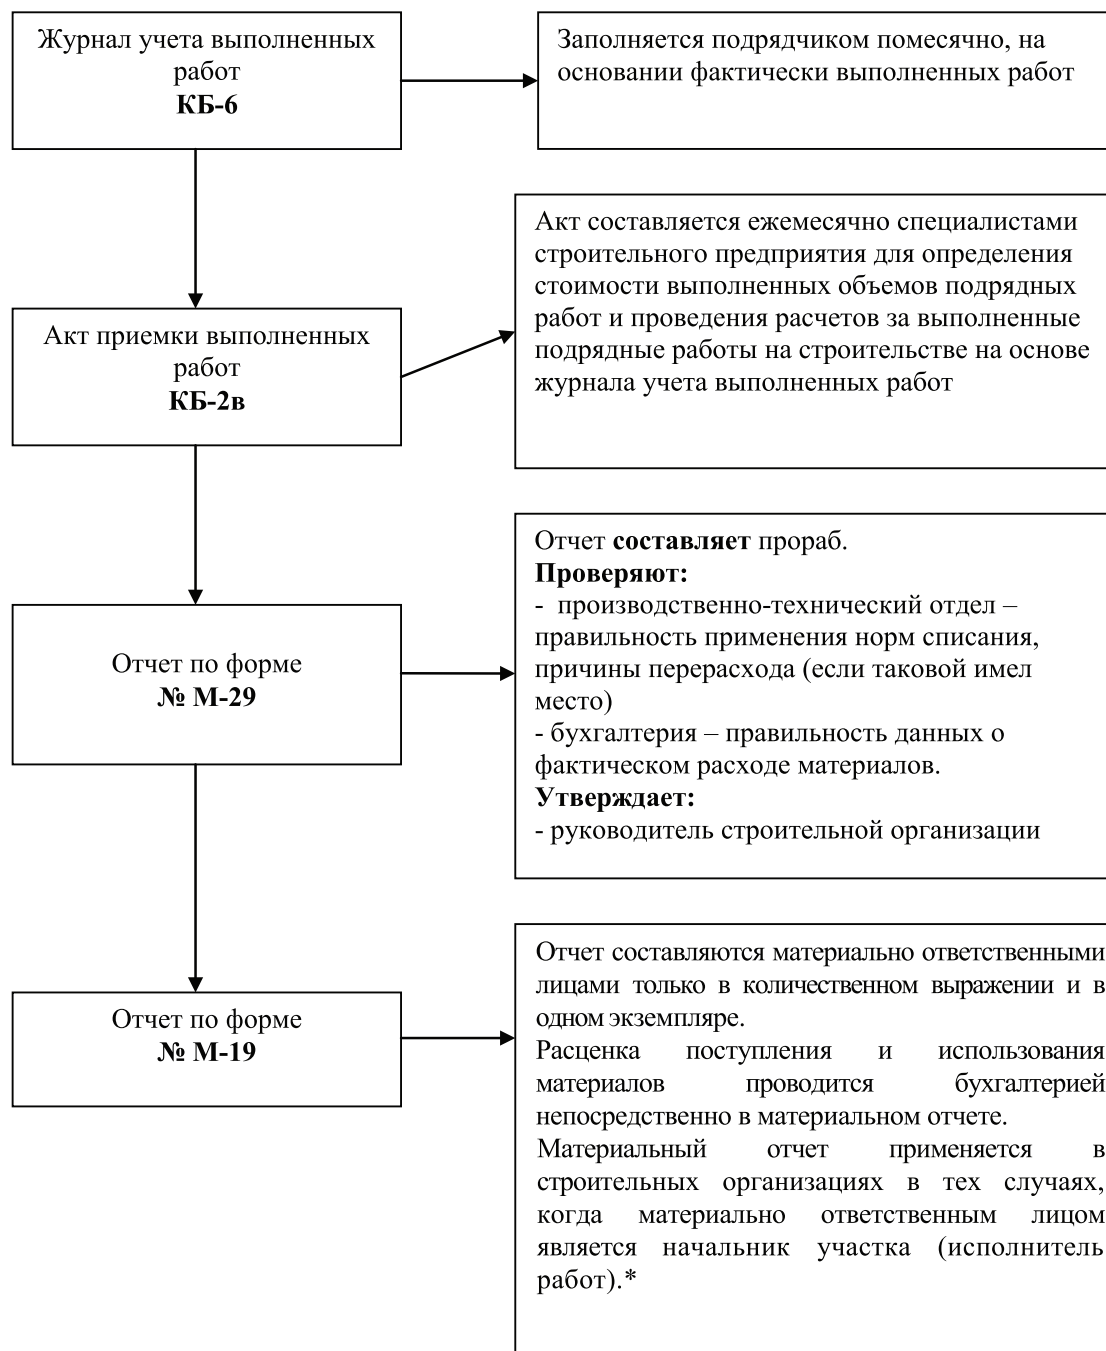 Журнал учета выполненных
работ
КБ-6
Заполняется подрядчиком помесячно, на
основании фактически выполненных работ
Акт приемки выполненных
работ
КБ-2в
Акт составляется ежемесячно специалистами
строительного предприятия для определения
стоимости выполненных объемов подрядных
работ и проведения расчетов за выполненные
подрядные работы на строительстве на основе
журнала учета выполненных работ
Отчет по форме
№ М-29
Отчет составляет прораб.
Проверяют:
- производственно-технический отдел –
правильность применения норм списания,
причины перерасхода (если таковой имел
место)
- бухгалтерия – правильность данных о
фактическом расходе материалов.
Утверждает:
- руководитель строительной организации
Отчет по форме
№ М-19
Отчет составляются материально ответственными
лицами только в количественном выражении и в
одном экземпляре.
Расценка поступления и использования
материалов проводится бухгалтерией
непосредственно в материальном отчете.
Материальный отчет применяется в
строительных организациях в тех случаях,
когда материально ответственным лицом
является начальник участка (исполнитель
работ).*